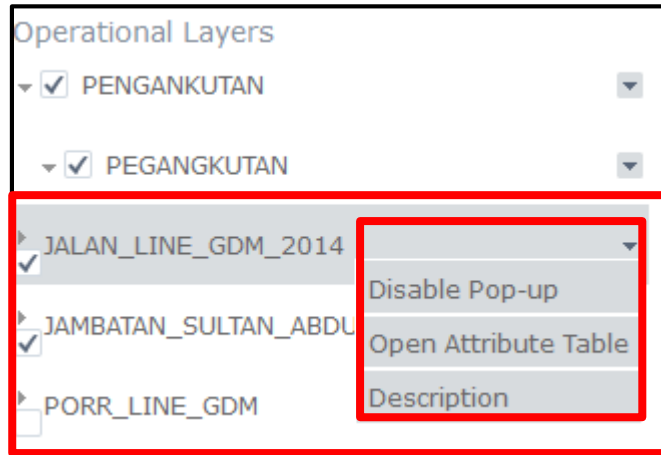 Operational Layers
PENGANKUTAN
PEGANGKUTAN
JALAN_LINE_GDM_2014
Disable Pop-up
JAMBATAN_SULTAN_ABDU
Open Attribute Table
Description
PORR_LINE_GDM